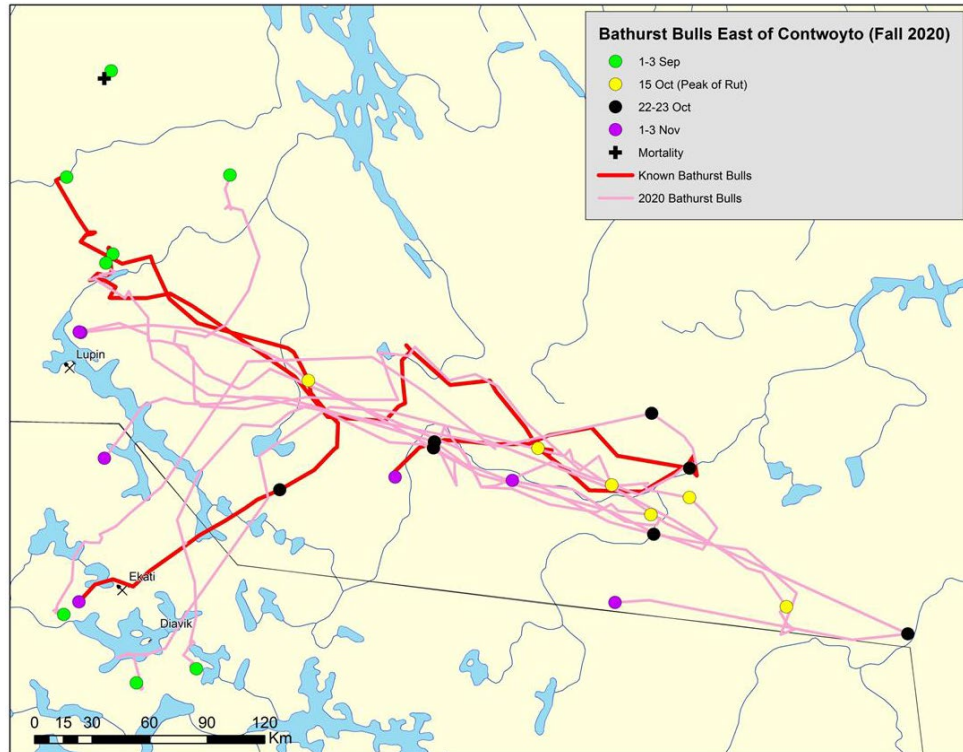 Bathurst Bulls East of Contwoyto (Fall 2020)
1-3 Sep
15 Oct (Peak of Rut)
22-23 Oct
1-3 Nov
Mortality
Known Bathurst Bulls
2020 Bathurst Bulls
Lupin
Ekati
Diavik
0 15 30 60 90 120
Km